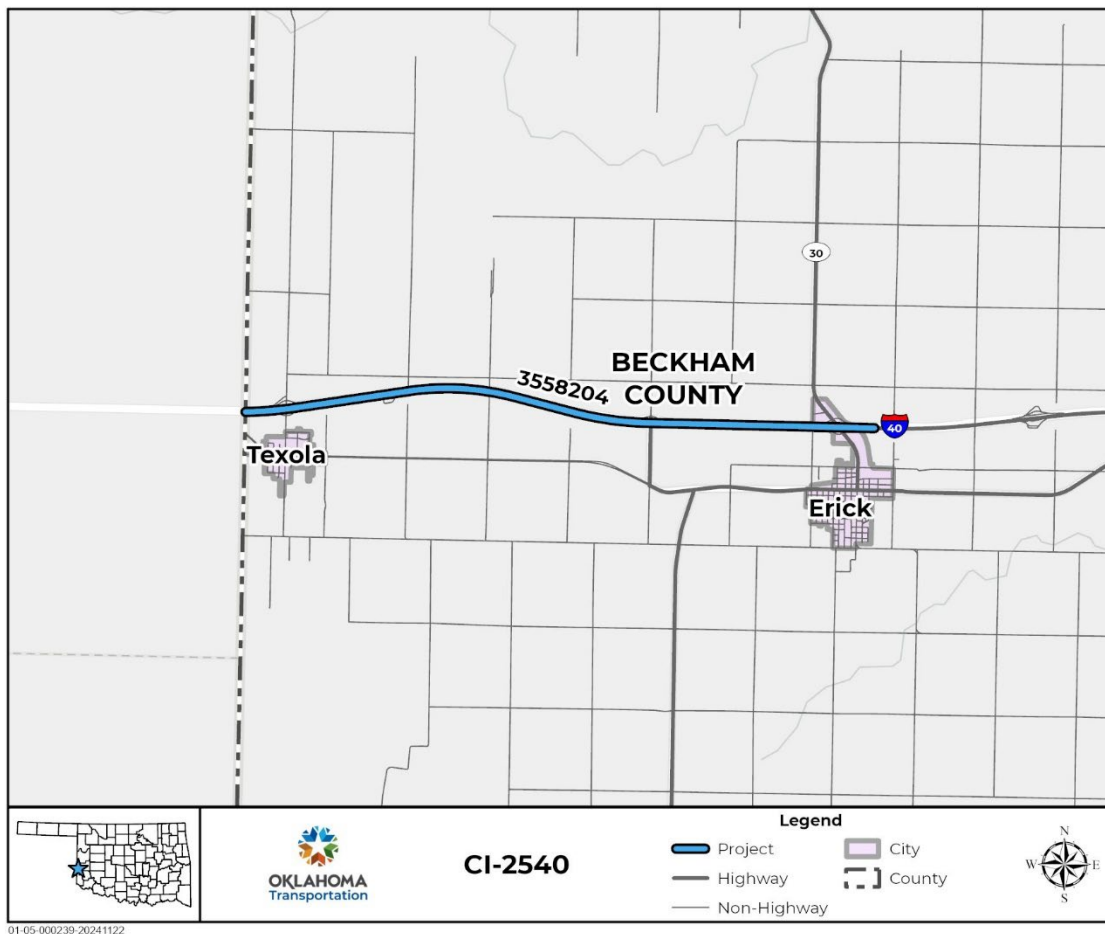 30
BECKHAM
COUNTY
3558204
40
Texola
Erick
OKLAHOMA
Transportation
CI-2540
Legend
Project
Highway
Non-Highway
City
County
N
W
E
S
01-05-000239-20241122